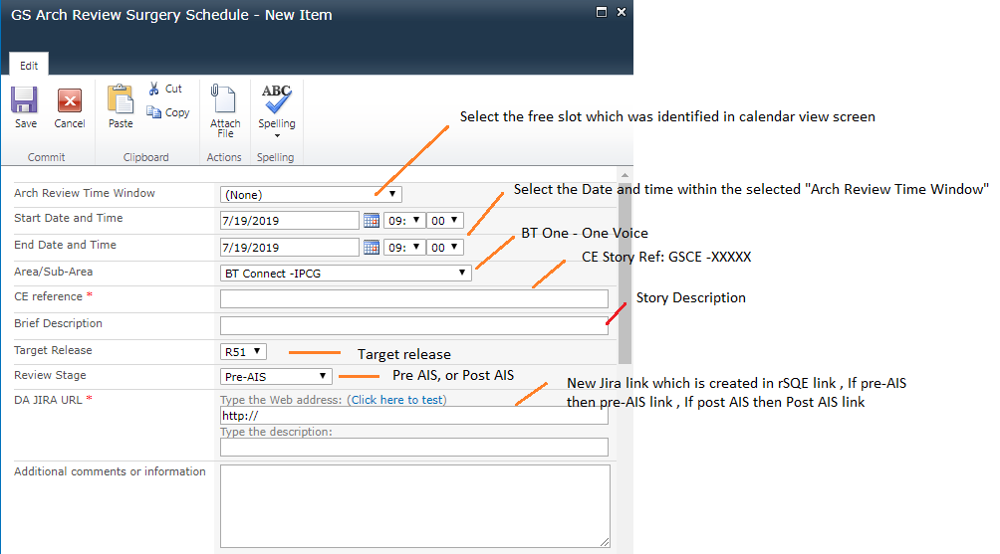 GS Arch Review Surgery Schedule - New Item
Edit
Save
Cancel
Paste
Cut
Copy
Attach
File
ABC
Spelling
Commit
Clipboard
Actions
Spelling
Select the free slot which was identified in calendar view screen
Arch Review Time Window
(None)
Select the Date and time within the selected "Arch Review Time Window"
Start Date and Time
7/19/2019
09:
00
End Date and Time
7/19/2019
09:
00
BT One - One Voice
Area/Sub-Area
BT Connect -IPCG
CE Story Ref: GSCE -XXXXX
CE reference *
Story Description
Brief Description
Target Release
R51
Target release
Review Stage
Pre-AIS
Pre AIS, or Post AIS
New Jira link which is created in rSQE link , If pre-AIS
then pre-AIS link , If post AIS then Post AIS link
DA JIRA URL *
Type the Web address: (Click here to test)
http://
Type the description:
Additional comments or information